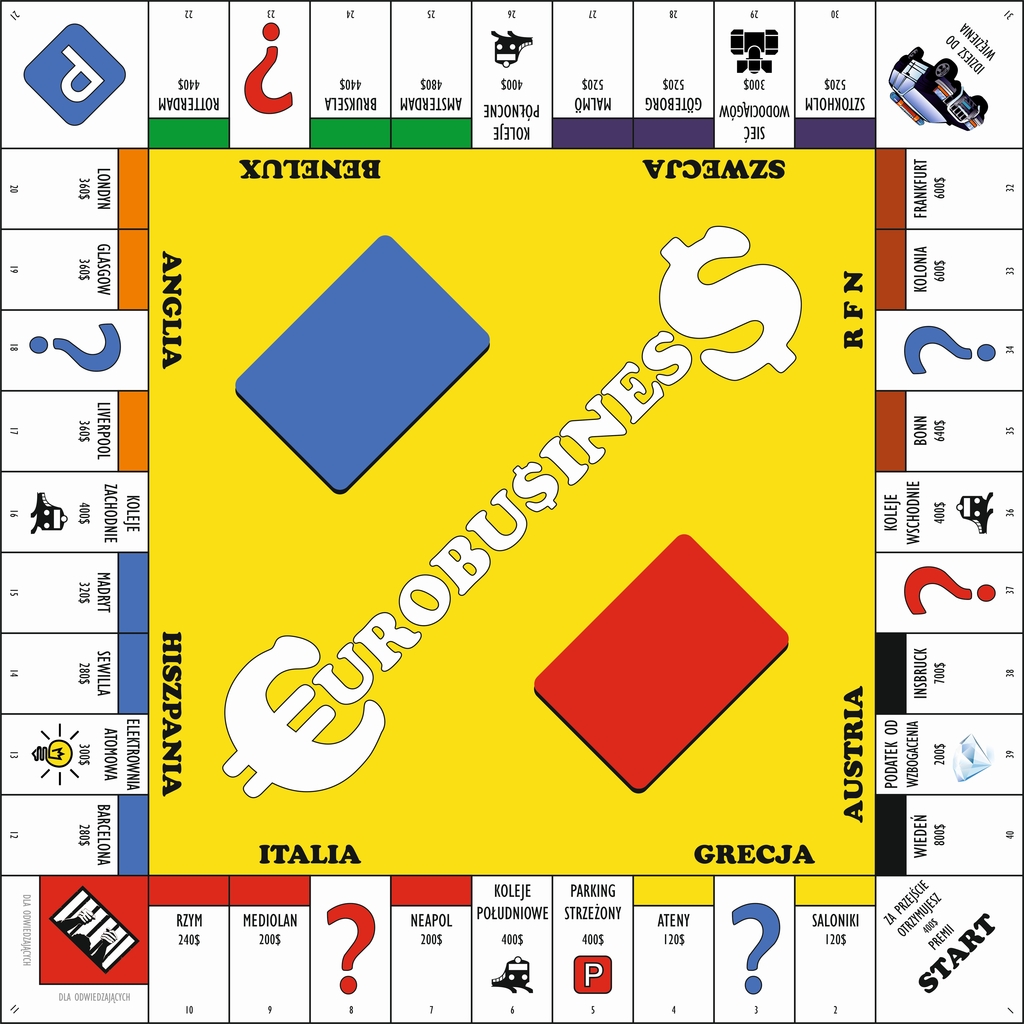 21
22
440$
ROTTERDAM
23
?
24
440$
BRUKSELA
25
480$
AMSTERDAM
26
400$
KOLEJE
PÓŁNOCNE
27
520$
MALMÖ
28
520$
GÖTEBORG
29
300$
SIEĆ
WODOCIĄGÓW
30
520$
SZTOKHOLM
31
IDZIESZ DO
WIĘZIENIA
P
BENELUX
SZWECJA
LONDYN
360$
20
GLASGOW
360$
19
?
18
LIVERPOOL
360$
17
KOLEJE
ZACHODNIE
400$
16
MADRYT
320$
15
SEWILLA
280$
14
ELEKTROWNIA
ATOMOWA
300$
13
BARCELONA
280$
12
ANGLIA
HISZPANIA
€UROBU$INES$
R F N
AUSTRIA
FRANKFURT
600$
32
KOLONIA
600$
33
?
34
BONN
640$
35
KOLEJE
WSCHODNIE
400$
36
?
37
INSBRUCK
700$
38
PODATEK OD
WZBOGACENIA
200$
39
WIEDEŃ
800$
40
ITALIA
GRECJA
DLA ODWIEDZAJĄCYCH
DLA ODWIEDZAJĄCYCH
11
RZYM
240$
10
MEDIOLAN
200$
9
?
8
NEAPOL
200$
7
KOLEJE
POŁUDNIOWE
400$
6
PARKING
STRZEŻONY
400$
P
5
ATENY
120$
4
?
3
SALONIKI
120$
2
ZA PRZEJŚCIE
OTRZYMUJESZ
400$
PREMII
START
1